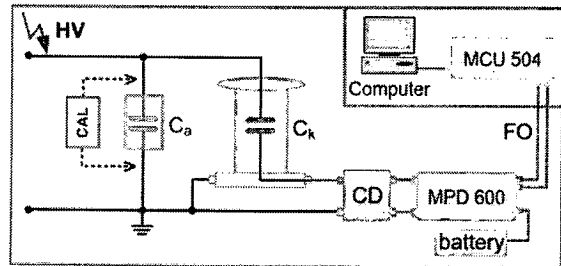 HV
MCU 504
Computer
CAL
Ca
Ck
FO
CD
MPD 600
battery